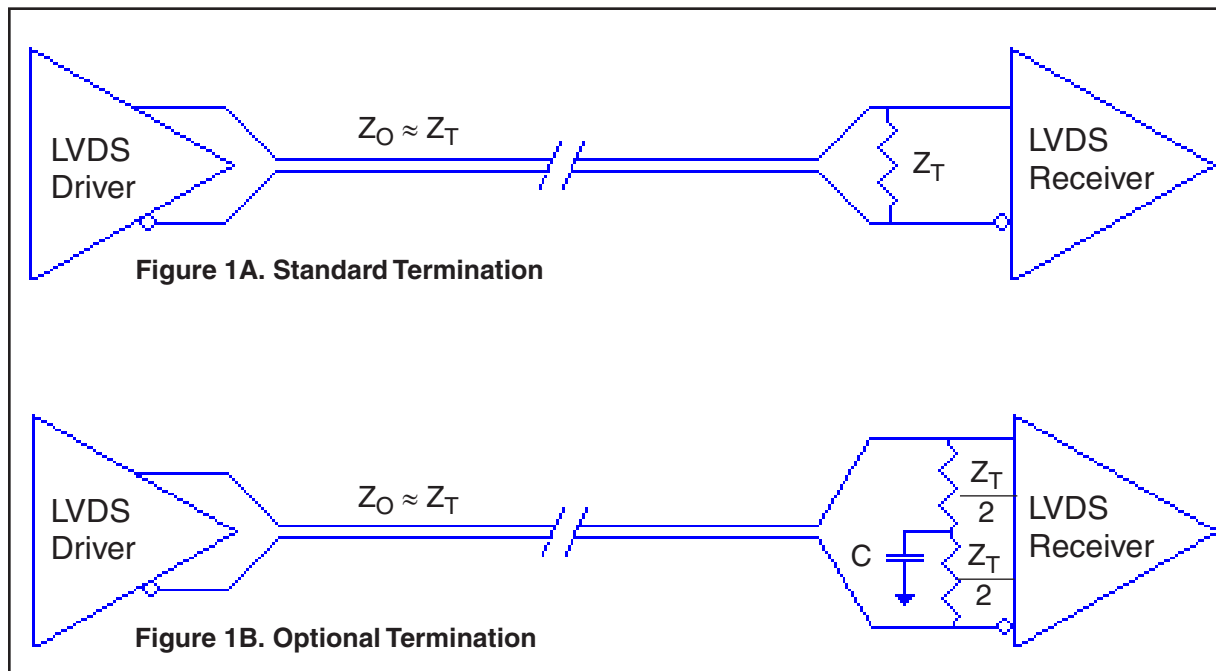 Z_O ≈ Z_T
LVDS
Driver
Z_T
LVDS
Receiver
Figure 1A. Standard Termination
Z_O ≈ Z_T
LVDS
Driver
C
Z_T
2
Z_T
2
LVDS
Receiver
Figure 1B. Optional Termination